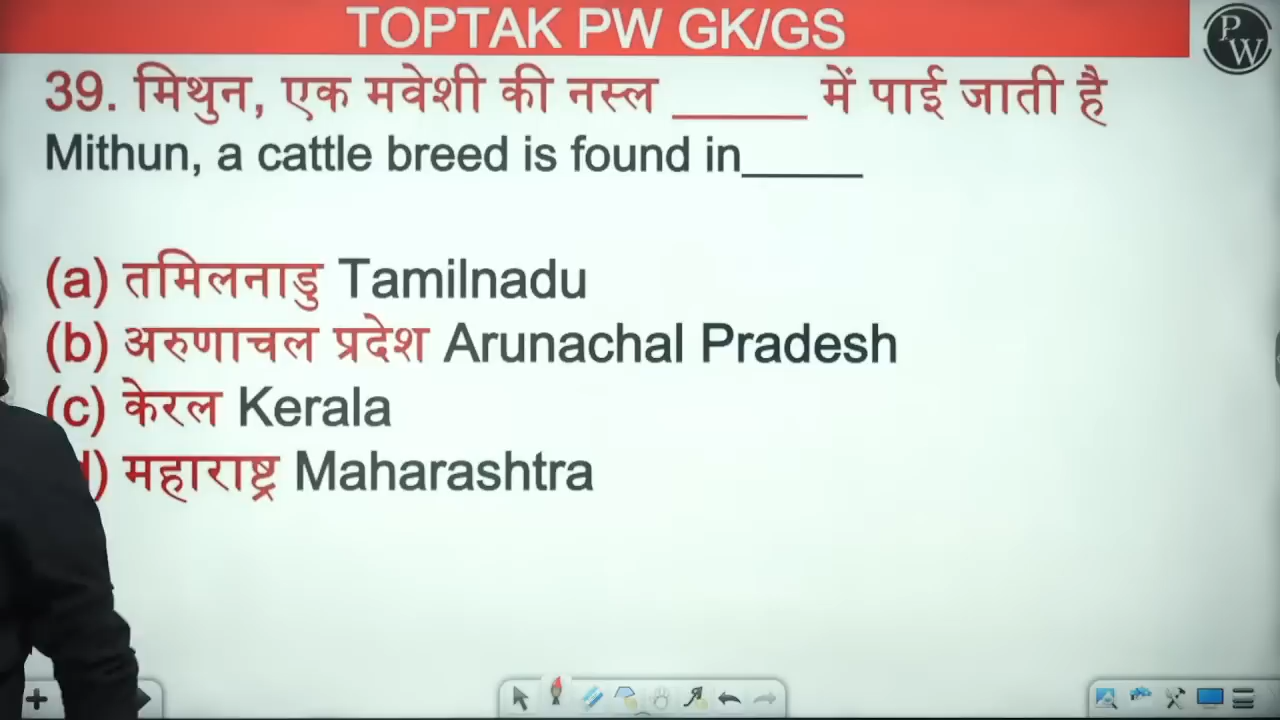 TOPTAK PW GK/GS
PW
39. मिथुन, एक मवेशी की नस्ल _____ में पाई जाती है
Mithun, a cattle breed is found in_____
(a) तमिलनाडु Tamilnadu
(b) अरुणाचल प्रदेश Arunachal Pradesh
(c) केरल Kerala
) महाराष्ट्र Maharashtra